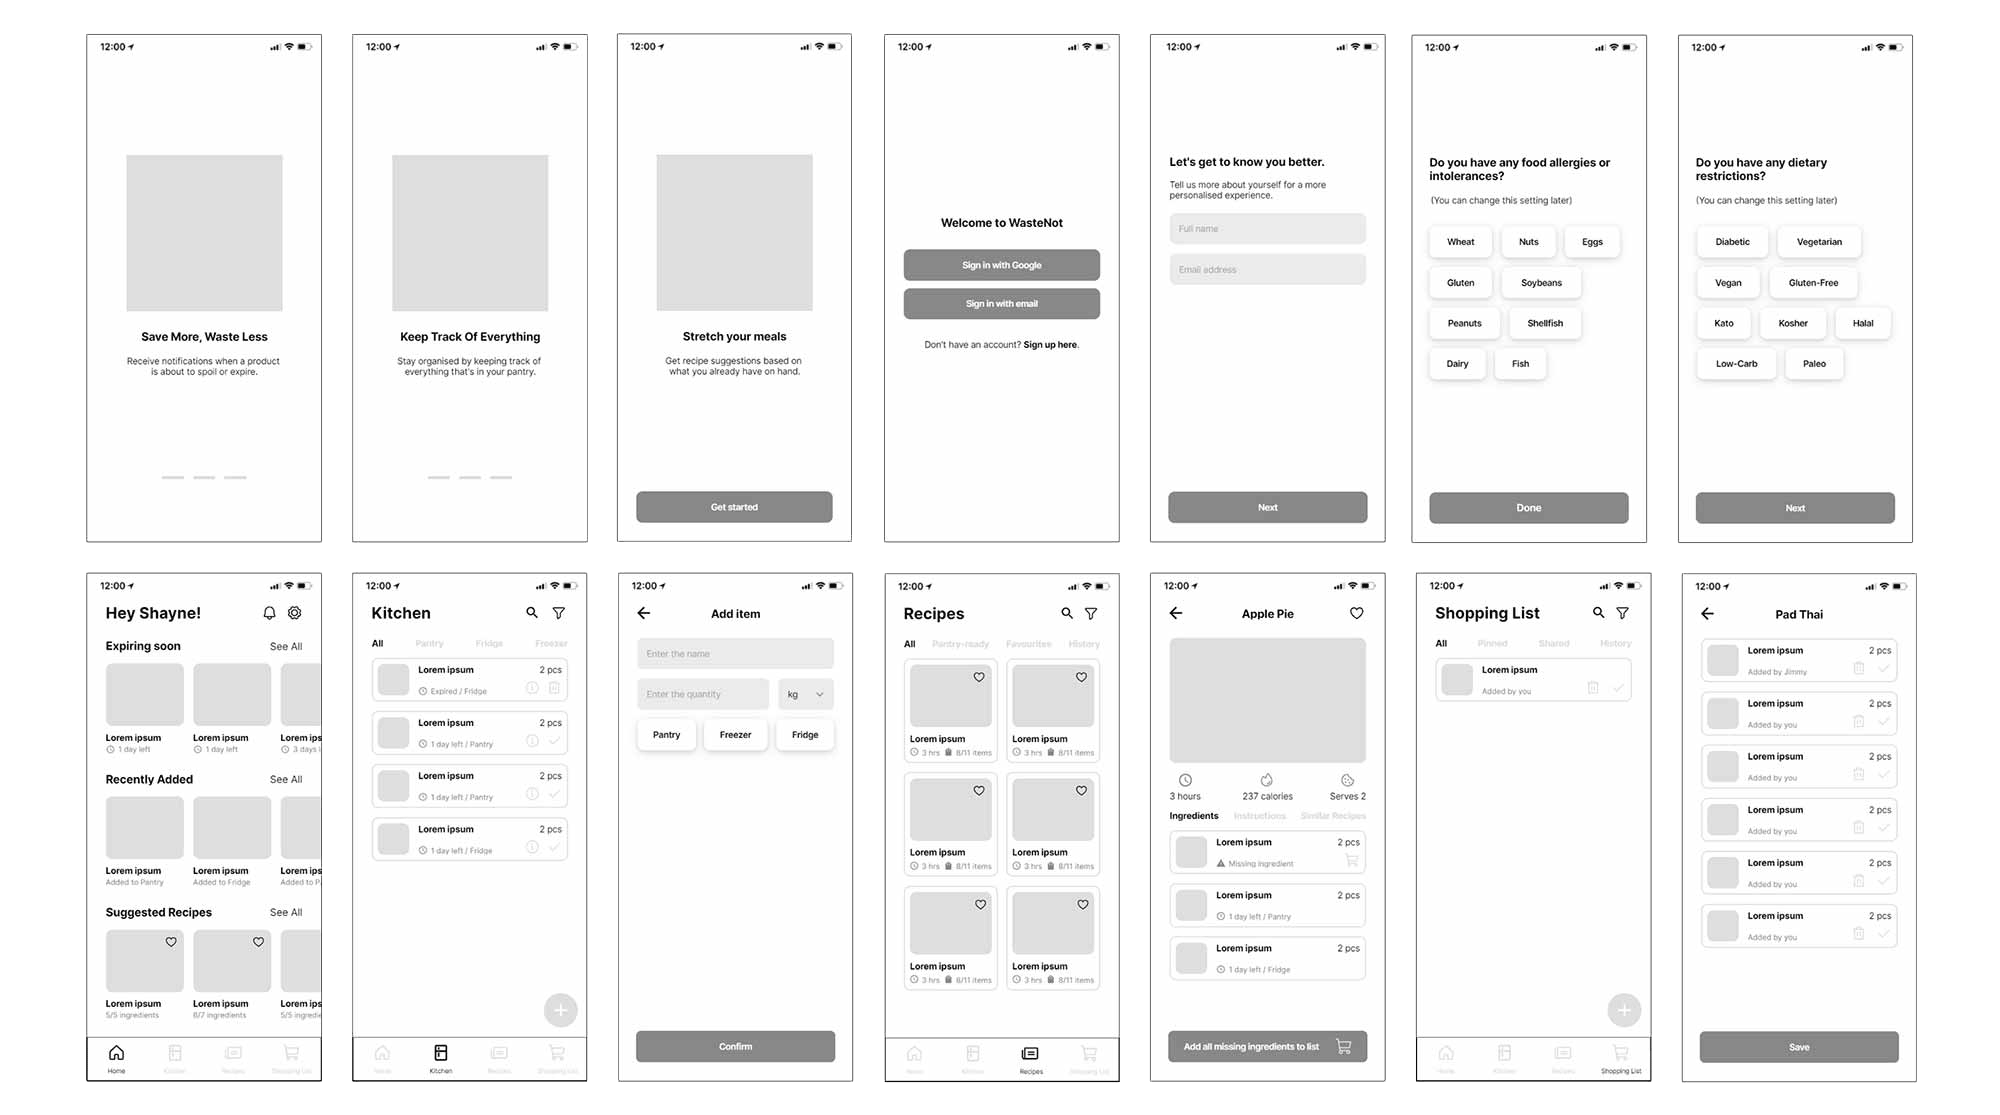 12:00
Save More, Waste Less
Receive notifications when a product
is about to spoil or expire.
12:00
Keep Track Of Everything
Stay organised by keeping track of
everything that's in your pantry.
12:00
Stretch your meals
Get recipe suggestions based on
what you already have on hand.
Get started
12:00
Welcome to WasteNot
Sign in with Google
Sign in with email
Don't have an account? Sign up here.
12:00
Let's get to know you better.
Tell us more about yourself for a more
personalised experience.
Full name
Email address
Next
12:00
Do you have any food allergies or
intolerances?
(You can change this setting later)
Wheat Nuts Eggs
Gluten Soybeans
Peanuts Shellfish
Dairy Fish
Done
12:00
Do you have any dietary
restrictions?
(You can change this setting later)
Diabetic Vegetarian
Vegan Gluten-Free
Kato Kosher Halal
Low-Carb Paleo
Next
12:00
Hey Shayne!
Expiring soon See All
Lorem ipsum Lorem ipsum Lorem ips
1 day left 1 day left 3 days l
Recently Added See All
Lorem ipsum Lorem ipsum Lorem ips
Added to Pantry Added to Fridge Added to P
Suggested Recipes See All
Lorem ipsum Lorem ipsum Lorem ips
5/5 ingredients 6/7 ingredients 5/5 ingredie
Home Kitchen Recipes Shopping List
12:00
Kitchen
All Pantry Fridge Freezer
Lorem ipsum 2 pcs
Expired / Fridge
Lorem ipsum 2 pcs
1 day left / Pantry
Lorem ipsum 2 pcs
1 day left / Pantry
Lorem ipsum 2 pcs
1 day left / Fridge
Home Kitchen Recipes Shopping List
12:00
Add item
Enter the name
Enter the quantity kg
Pantry Freezer Fridge
Confirm
12:00
Recipes
All Pantry-ready Favourites History
Lorem ipsum Lorem ipsum
3 hrs 8/11 items 3 hrs 8/11 items
Lorem ipsum Lorem ipsum
3 hrs 8/11 items 3 hrs 8/11 items
Lorem ipsum Lorem ipsum
3 hrs 8/11 items 3 hrs 8/11 items
Home Kitchen Recipes Shopping List
12:00
Apple Pie
3 hours 237 calories Serves 2
Ingredients Instructions Similar Recipes
Lorem ipsum 2 pcs
Missing ingredient
Lorem ipsum 2 pcs
1 day left / Pantry
Lorem ipsum 2 pcs
1 day left / Fridge
Add all missing ingredients to list
12:00
Shopping List
All Pinned Shared History
Lorem ipsum
Added by you
Home Kitchen Recipes Shopping List
12:00
Pad Thai
Lorem ipsum 2 pcs
Added by Jimmy
Lorem ipsum 2 pcs
Added by you
Lorem ipsum 2 pcs
Added by you
Lorem ipsum 2 pcs
Added by you
Lorem ipsum 2 pcs
Added by you
Lorem ipsum 2 pcs
Added by you
Save